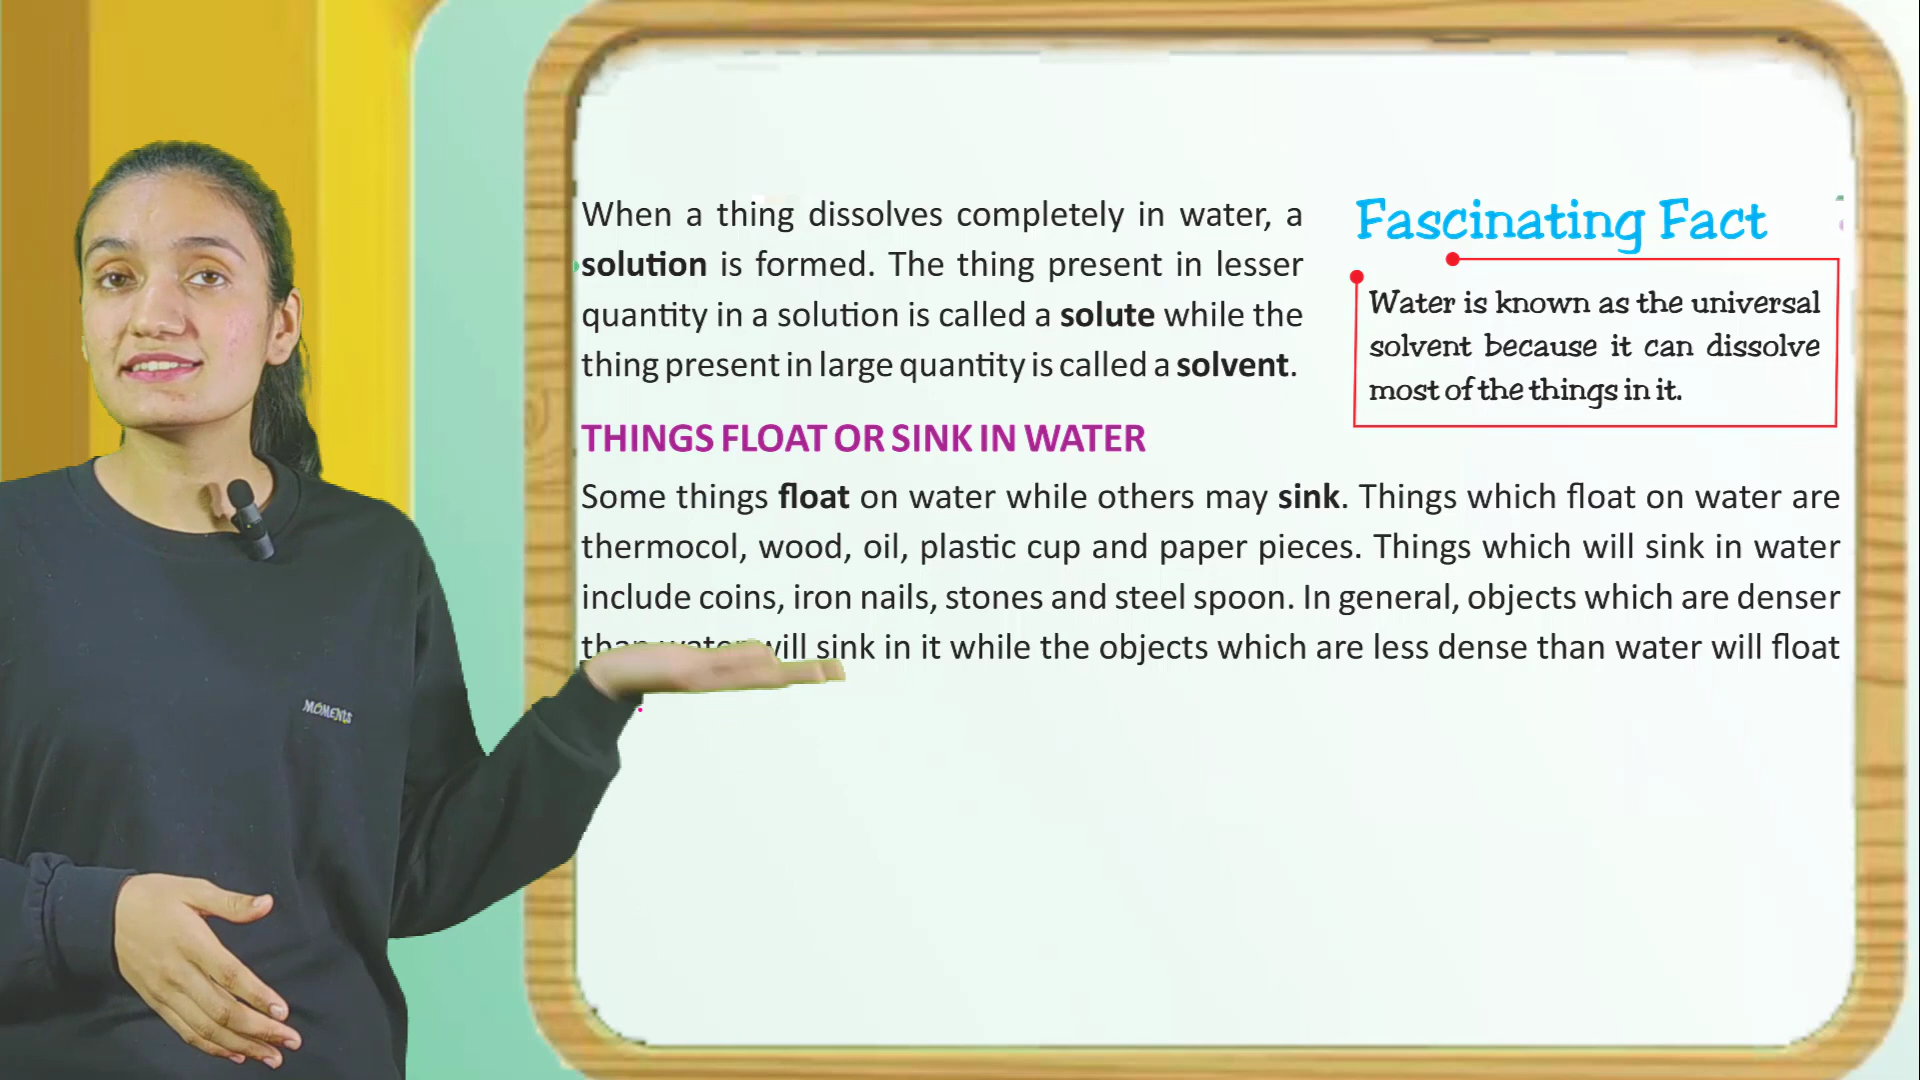 When a thing dissolves completely in water, a
solution is formed. The thing present in lesser
quantity in a solution is called a solute while the
thing present in large quantity is called a solvent.
Fascinating Fact
Water is known as the universal
solvent because it can dissolve
most of the things in it.
THINGS FLOAT OR SINK IN WATER
Some things float on water while others may sink. Things which float on water are
thermocol, wood, oil, plastic cup and paper pieces. Things which will sink in water
include coins, iron nails, stones and steel spoon. In general, objects which are denser
than water will sink in it while the objects which are less dense than water will float
MOMENTS